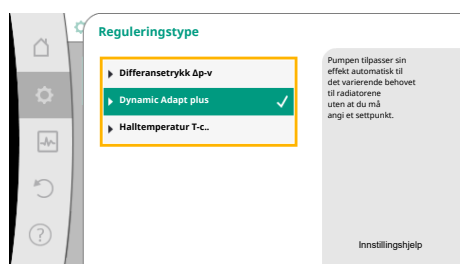 Reguleringstype
Differansetrykk Δp-v
Dynamic Adapt plus
Halltemperatur T-c..
Pumpen tilpasser sin
effekt automatisk til
det varierende behovet
til radiatorene
uten at du må
angi et settpunkt.
Innstillingshjelp